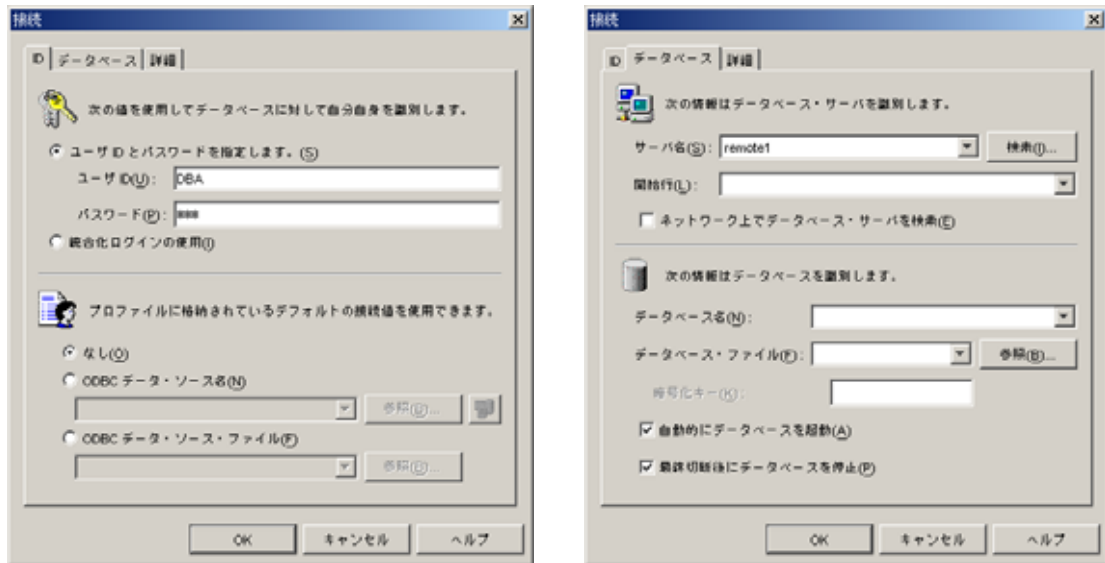 接続
ID データベース 詳細
次の値を使用してデータベースに対して自分自身を識別します。
ユーザ ID とパスワードを指定します。(S)
ユーザ ID(U): DBA
パスワード(P): ***
統合化ログインの使用(I)
プロファイルに格納されているデフォルトの接続値を使用できます。
なし(O)
ODBC データ・ソース名(N)
参照(D)...
ODBC データ・ソース・ファイル(F)
参照(B)...
OK キャンセル ヘルプ
接続
ID データベース 詳細
次の情報はデータベース・サーバを識別します。
サーバ名(S): remote1 検索(I)...
開始行(L):
ネットワーク上でデータベース・サーバを検索(E)
次の情報はデータベースを識別します。
データベース名(N):
データベース・ファイル(F): 参照(B)...
暗号化キー(K):
自動的にデータベースを起動(A)
最終切断後にデータベースを停止(P)
OK キャンセル ヘルプ